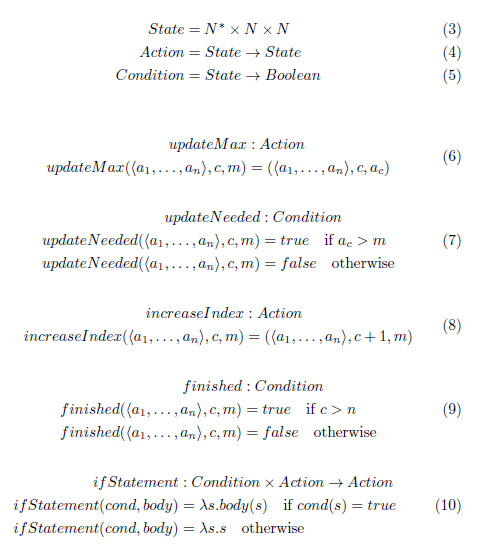 State = N* × N × N (3)
Action = State → State (4)
Condition = State → Boolean (5)
updateMax : Action
updateMax(⟨a₁, . . . , aₙ⟩, c, m) = (⟨a₁, . . . , aₙ⟩, c, a_c) (6)
updateNeeded : Condition
updateNeeded(⟨a₁, . . . , aₙ⟩, c, m) = true if a_c > m (7)
updateNeeded(⟨a₁, . . . , aₙ⟩, c, m) = false otherwise
increaseIndex : Action
increaseIndex(⟨a₁, . . . , aₙ⟩, c, m) = (⟨a₁, . . . , aₙ⟩, c + 1, m) (8)
finished : Condition
finished(⟨a₁, . . . , aₙ⟩, c, m) = true if c > n (9)
finished(⟨a₁, . . . , aₙ⟩, c, m) = false otherwise
ifStatement : Condition × Action → Action
ifStatement(cond, body) = λs.body(s) if cond(s) = true (10)
ifStatement(cond, body) = λs.s otherwise